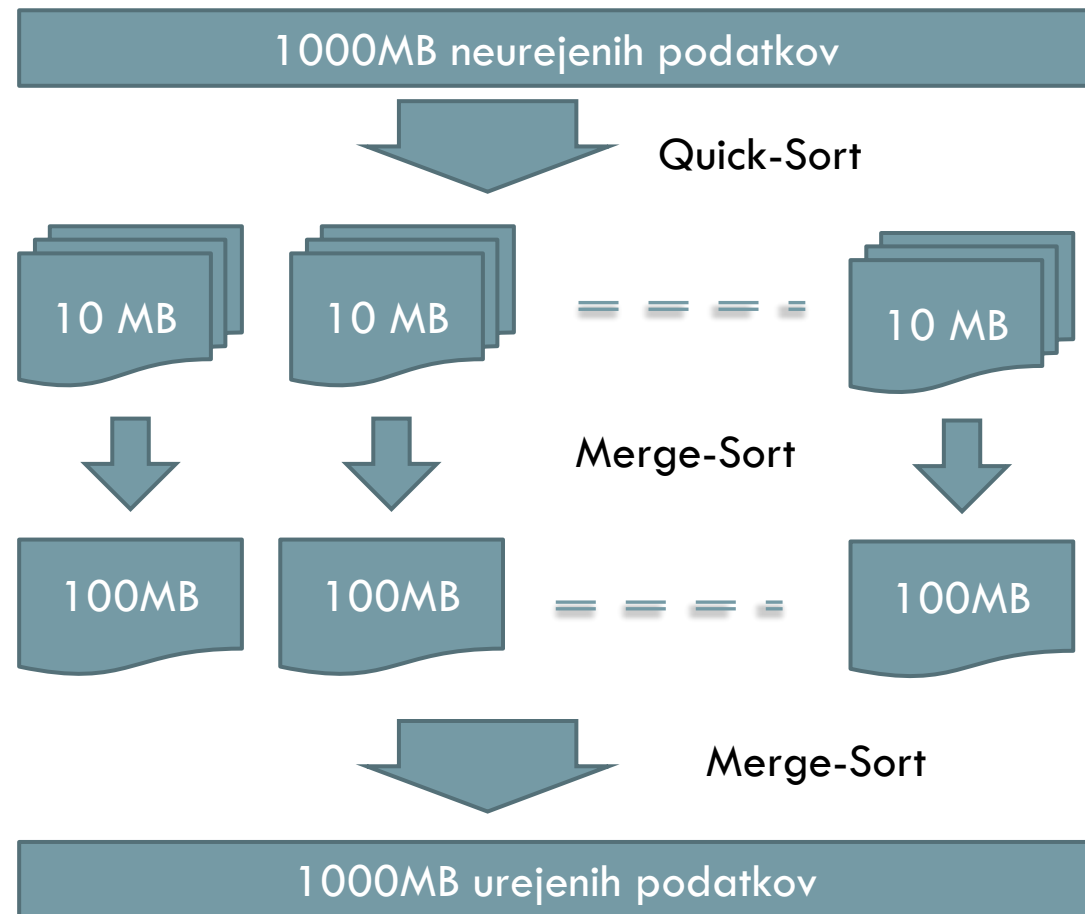 1000MB neurejenih podatkov
Quick-Sort
10 MB
10 MB
10 MB
Merge-Sort
100MB
100MB
100MB
Merge-Sort
1000MB urejenih podatkov